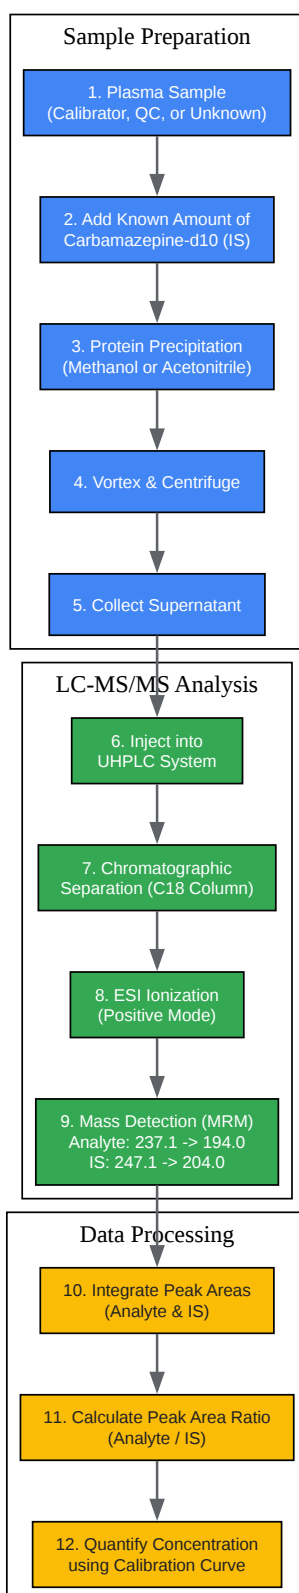 Sample Preparation
1. Plasma Sample
(Calibrator, QC, or Unknown)
2. Add Known Amount of
Carbamazepine-d10 (IS)
3. Protein Precipitation
(Methanol or Acetonitrile)
4. Vortex & Centrifuge
5. Collect Supernatant
LC-MS/MS Analysis
6. Inject into
UHPLC System
7. Chromatographic
Separation (C18 Column)
8. ESI Ionization
(Positive Mode)
9. Mass Detection (MRM)
Analyte: 237.1 -> 194.0
IS: 247.1 -> 204.0
Data Processing
10. Integrate Peak Areas
(Analyte & IS)
11. Calculate Peak Area Ratio
(Analyte / IS)
12. Quantify Concentration
using Calibration Curve